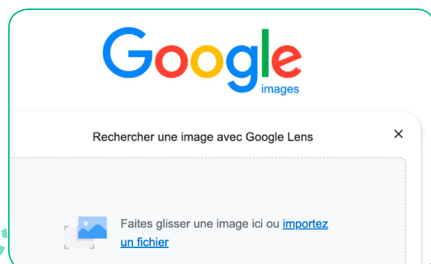 Google
images
Rechercher une image avec Google Lens
Faites glisser une image ici ou importez
un fichier